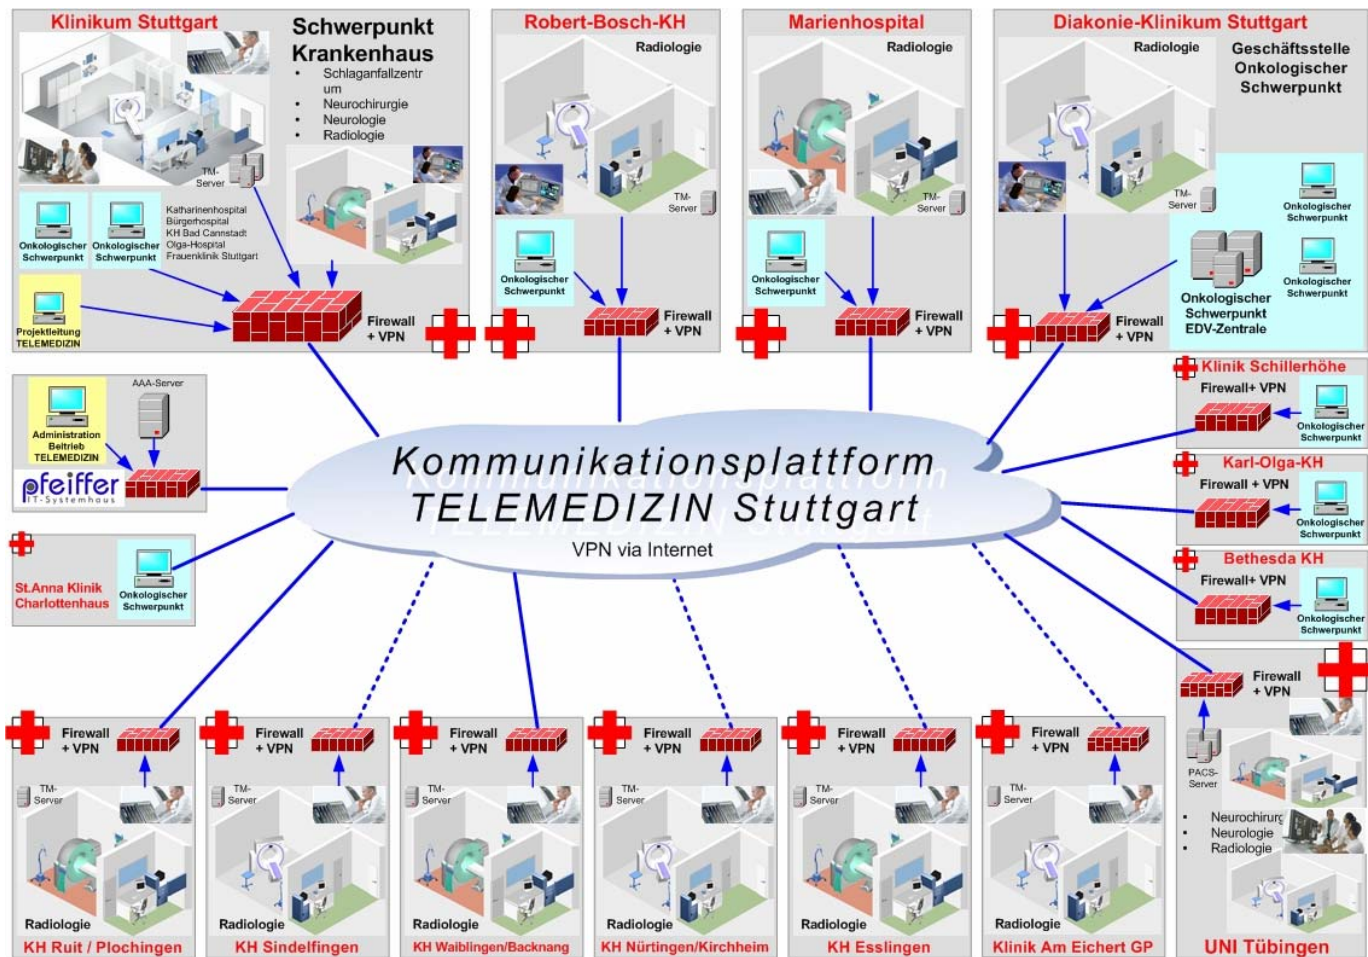 Klinikum Stuttgart
Schwerpunkt
Krankenhaus
• Schlaganfallzentr
um
• Neurochirurgie
• Neurologie
• Radiologie
TM-
Server
Onkologischer
Schwerpunkt
Onkologischer
Schwerpunkt
Katharinenhospital
Bürgerhospital
KH Bad Cannstadt
Olga-Hospital
Frauenklinik Stuttgart
Projektleitung
TELEMEDIZIN
Firewall
+ VPN
Robert-Bosch-KH
Radiologie
TM-
Server
Onkologischer
Schwerpunkt
Firewall
+ VPN
Marienhospital
Radiologie
TM-
Server
Onkologischer
Schwerpunkt
Firewall
+ VPN
Diakonie-Klinikum Stuttgart
Radiologie
Geschäftsstelle
Onkologischer
Schwerpunkt
TM-
Server
Onkologischer
Schwerpunkt
Onkologischer
Schwerpunkt
Onkologischer
Schwerpunkt
EDV-Zentrale
Firewall
+ VPN
AAA-Server
Administration
Beltrieb
TELEMEDIZIN
pfeiffer
IT-Systemhaus
St.Anna Klinik
Charlottenhaus
Onkologischer
Schwerpunkt
Kommunikationsplattform
TELEMEDIZIN Stuttgart
VPN via Internet
Klinik Schillerhöhe
Firewall+ VPN
Onkologischer
Schwerpunkt
Karl-Olga-KH
Firewall + VPN
Onkologischer
Schwerpunkt
Bethesda KH
Firewall+ VPN
Onkologischer
Schwerpunkt
Firewall
+ VPN
TM-
Server
Radiologie
KH Ruit / Plochingen
Firewall
+ VPN
TM-
Server
Radiologie
KH Sindelfingen
Firewall
+ VPN
TM-
Server
Radiologie
KH Waiblingen/Backnang
Firewall
+ VPN
TM-
Server
Radiologie
KH Nürtingen/Kirchheim
Firewall
+ VPN
TM-
Server
Radiologie
KH Esslingen
Firewall
+ VPN
TM-
Server
Radiologie
Klinik Am Eichert GP
Firewall
+ VPN
PACS-
Server
• Neurochirurg
• Neurologie
• Radiologie
UNI Tübingen